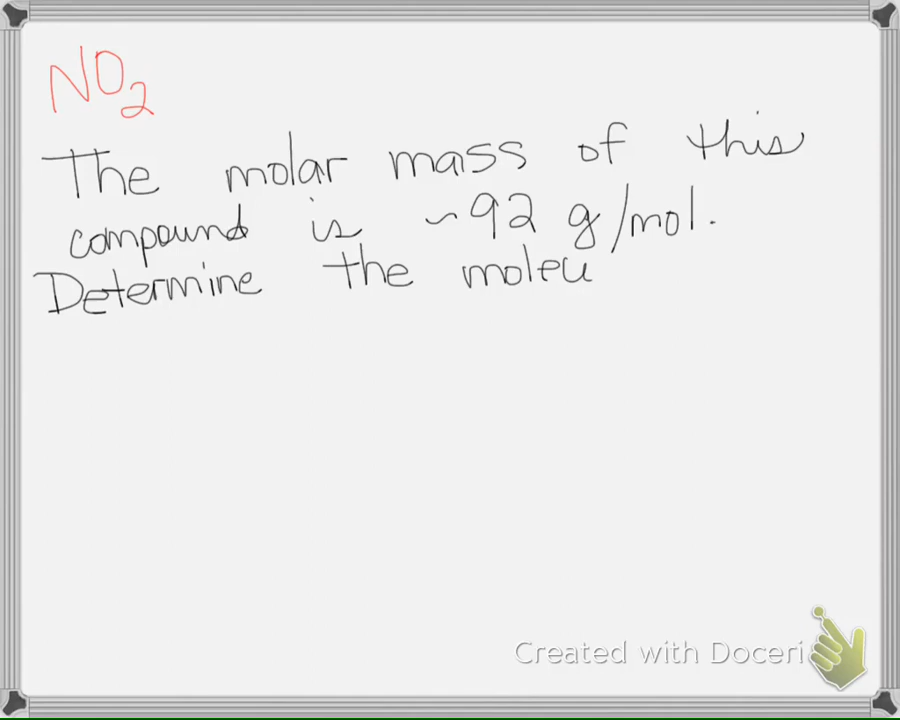 NO₂
The molar mass of this
compound is ~92 g/mol.
Determine the molecu
Created with Doceri